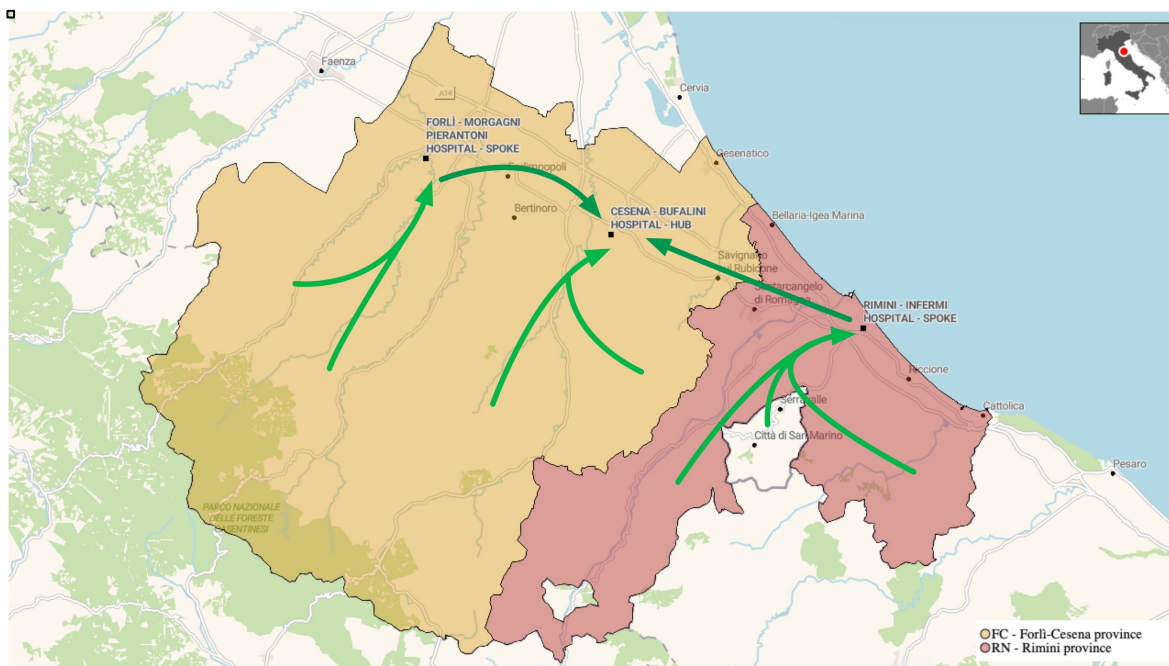 Faenza
A14
Cervia
FORLÌ - MORGAGNI
PIERANTONI
HOSPITAL - SPOKE
Cesenatico
Forlimpopoli
Bertinoro
CESENA - BUFALINI
HOSPITAL - HUB
Bellaria-Igea Marina
Savignano
sul Rubicone
Santarcangelo
di Romagna
RIMINI - INFERMI
HOSPITAL - SPOKE
Riccione
Serravalle
Cattolica
Città di San Marino
Pesaro
PARCO NAZIONALE
DELLE FORESTE
CASENTINESI
FC - Forlì-Cesena province
RN - Rimini province